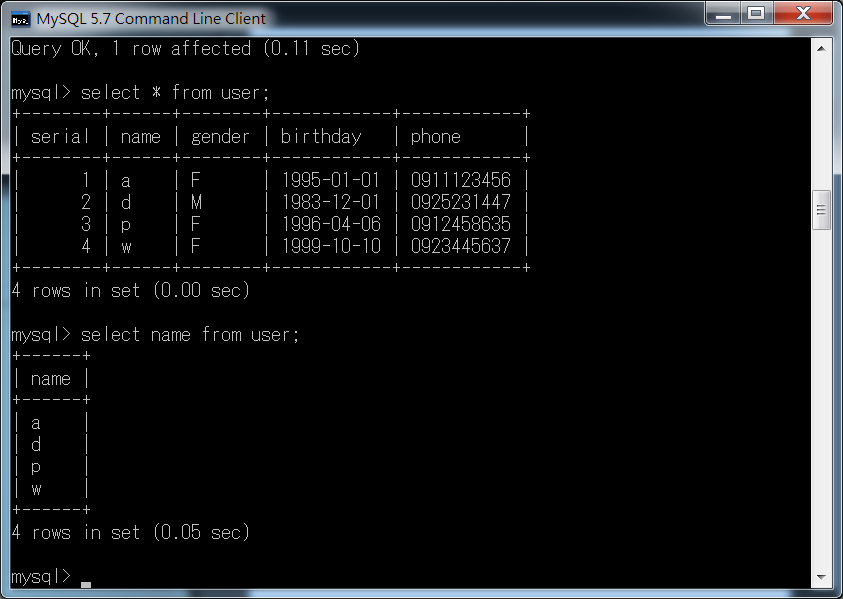 MySQL 5.7 Command Line Client
Query OK, 1 row affected (0.11 sec)
mysql> select * from user;
+--------+------+--------+------------+------------+
| serial | name | gender | birthday   | phone      |
+--------+------+--------+------------+------------+
|      1 | a    | F      | 1995-01-01 | 0911123456 |
|      2 | d    | M      | 1983-12-01 | 0925231447 |
|      3 | p    | F      | 1996-04-06 | 0912458635 |
|      4 | w    | F      | 1999-10-10 | 0923445637 |
+--------+------+--------+------------+------------+
4 rows in set (0.00 sec)
mysql> select name from user;
+------+
| name |
+------+
| a    |
| d    |
| p    |
| w    |
+------+
4 rows in set (0.05 sec)
mysql> _